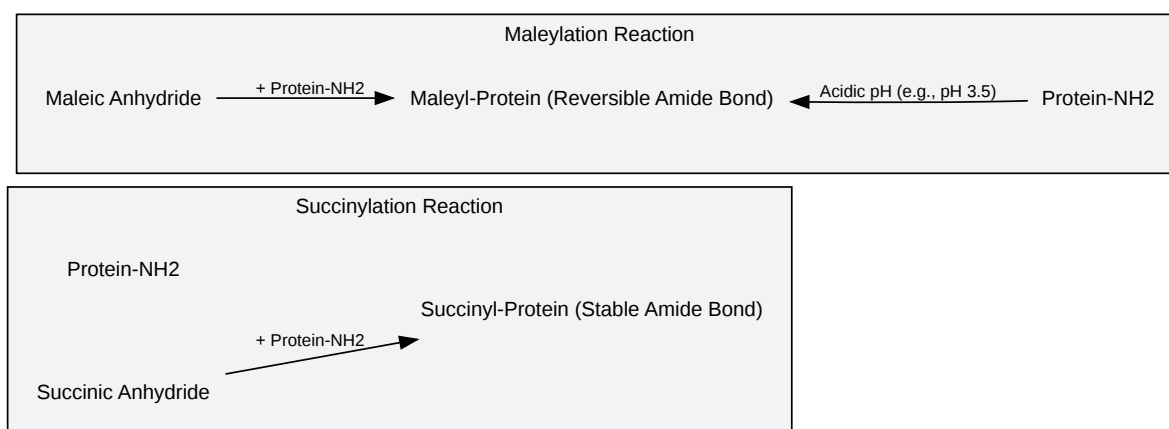 Maleylation Reaction
Maleic Anhydride
+ Protein-NH2
Maleyl-Protein (Reversible Amide Bond)
Acidic pH (e.g., pH 3.5)
Protein-NH2
Succinylation Reaction
Protein-NH2
Succinyl-Protein (Stable Amide Bond)
+ Protein-NH2
Succinic Anhydride